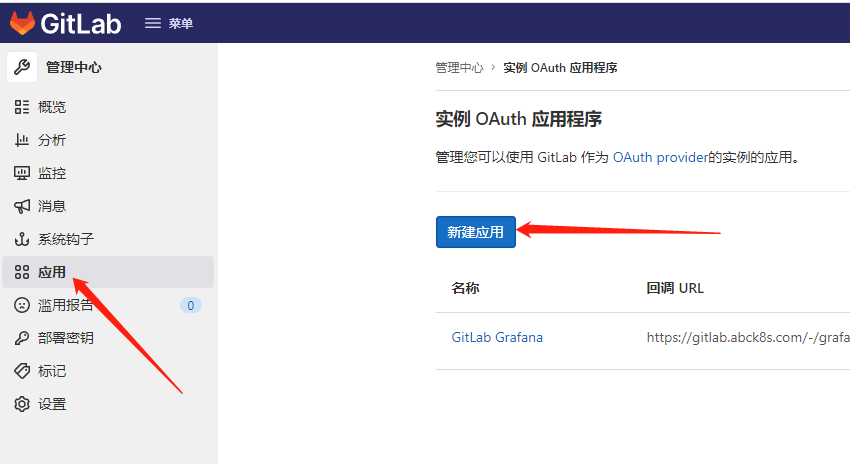 GitLab 菜单
管理中心
概览
分析
监控
消息
系统钩子
应用
滥用报告 0
部署密钥
标记
设置
管理中心 › 实例 OAuth 应用程序
实例 OAuth 应用程序
管理您可以使用 GitLab 作为 OAuth provider的实例的应用。
新建应用
名称 回调 URL
GitLab Grafana https://gitlab.abck8s.com/-/grafa